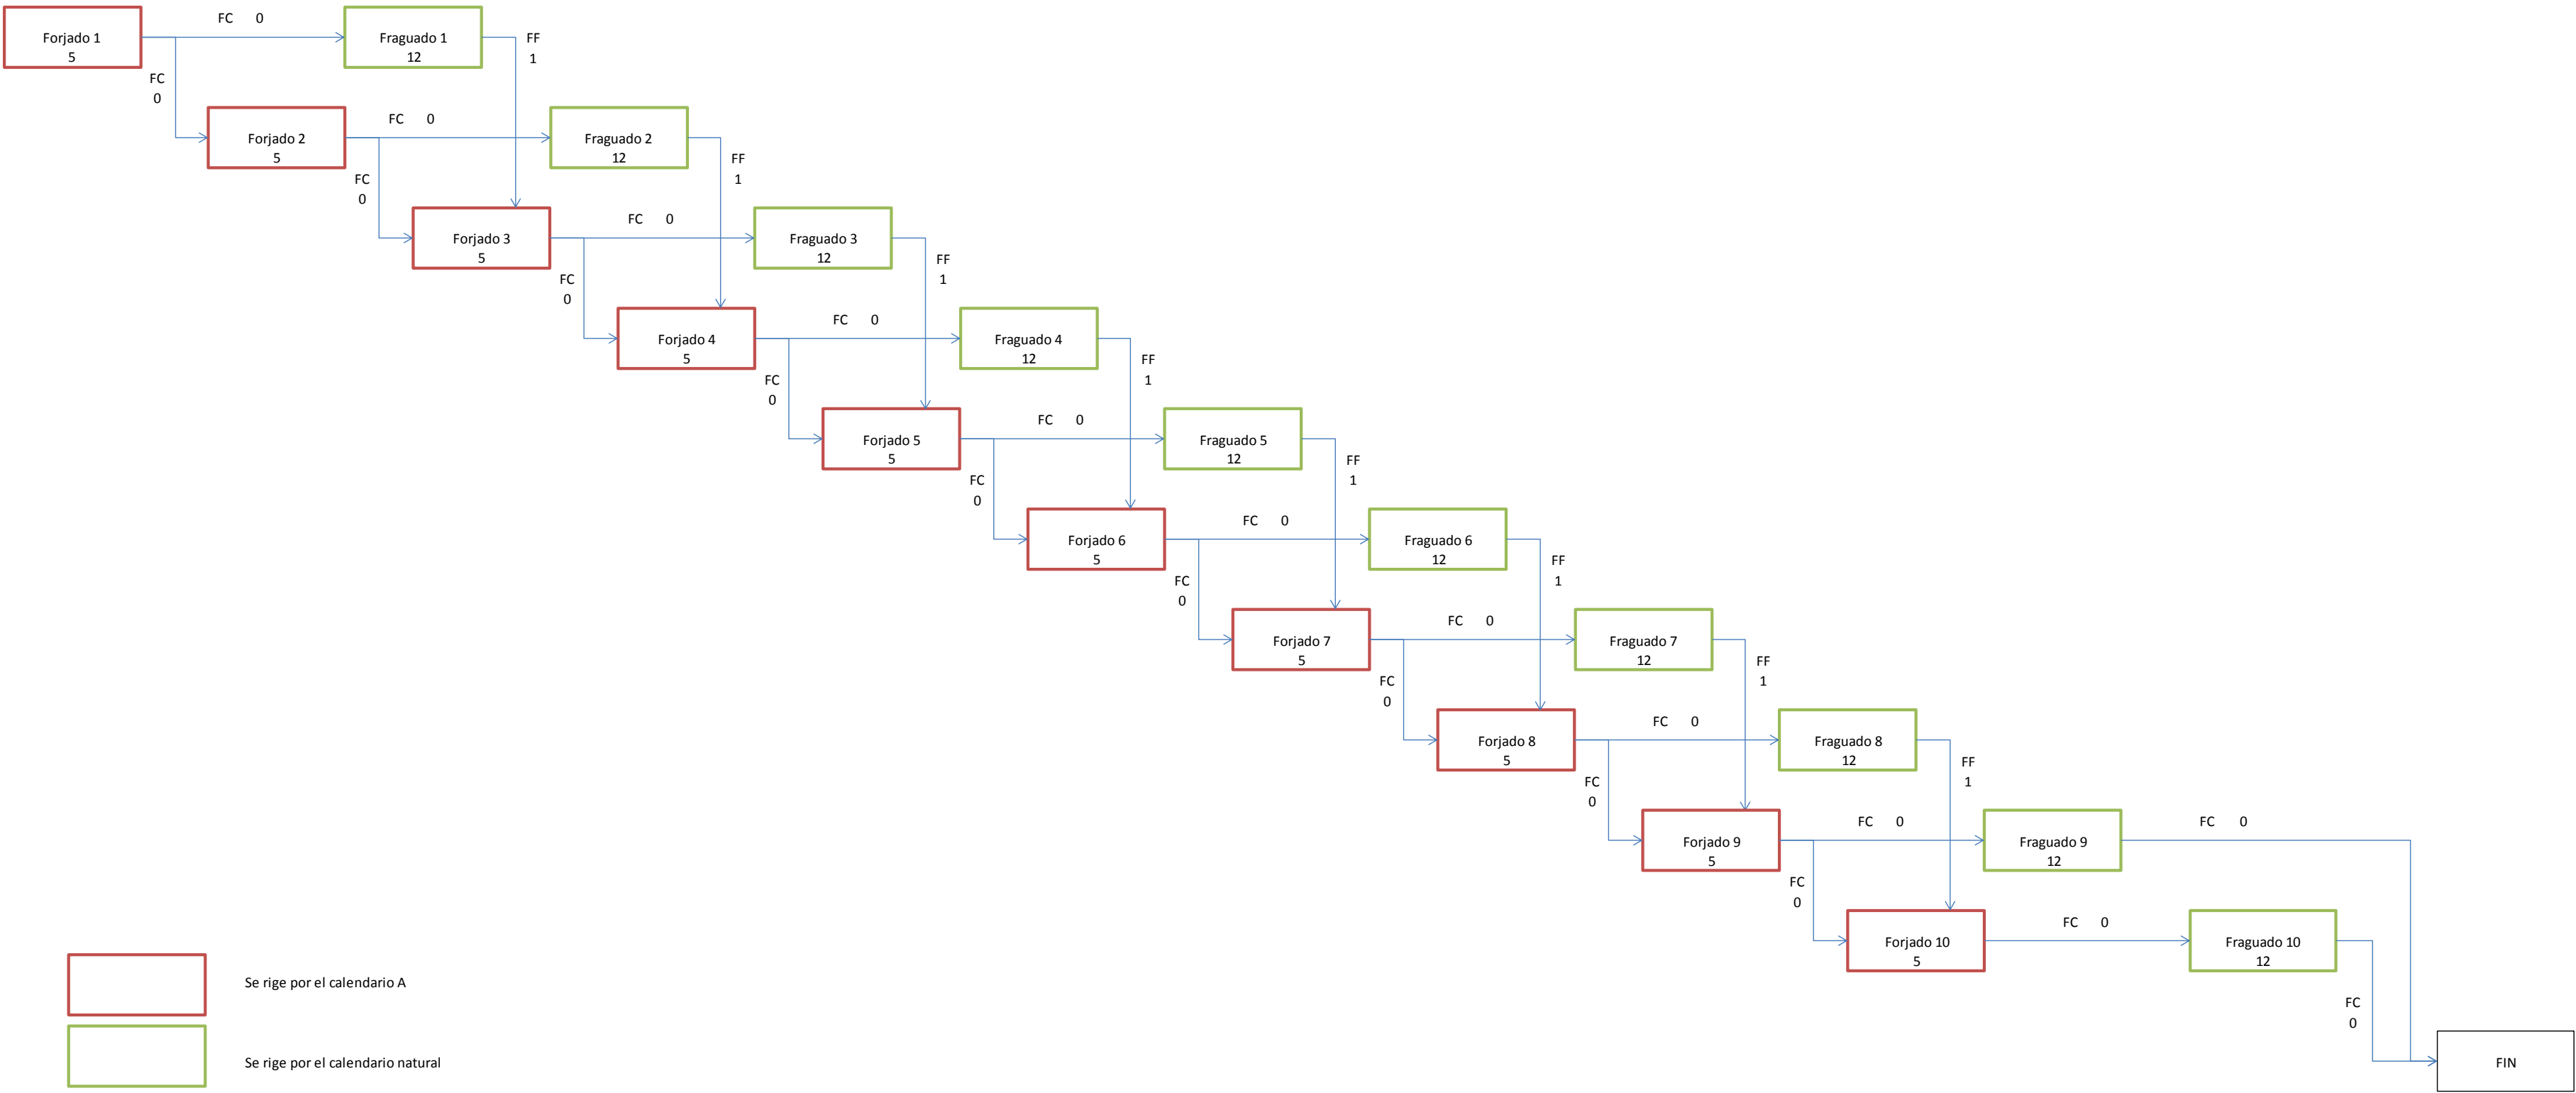 FC 0
Forjado 1
5
Fraguado 1
12
FF
1
FC
0
FC 0
Forjado 2
5
Fraguado 2
12
FF
1
FC
0
FC 0
Forjado 3
5
Fraguado 3
12
FF
1
FC
0
FC 0
Forjado 4
5
Fraguado 4
12
FF
1
FC
0
FC 0
Forjado 5
5
Fraguado 5
12
FF
1
FC
0
FC 0
Forjado 6
5
Fraguado 6
12
FF
1
FC
0
FC 0
Forjado 7
5
Fraguado 7
12
FF
1
FC
0
FC 0
Forjado 8
5
Fraguado 8
12
FF
1
FC
0
FC 0
FC 0
Forjado 9
5
Fraguado 9
12
FC
0
FC 0
Forjado 10
5
Fraguado 10
12
FC
0
FIN
Se rige por el calendario A
Se rige por el calendario natural